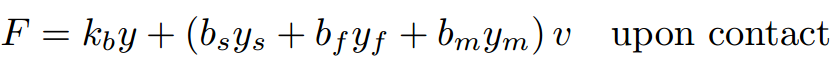 F = k_b y + (b_s y_s + b_f y_f + b_m y_m) v upon contact